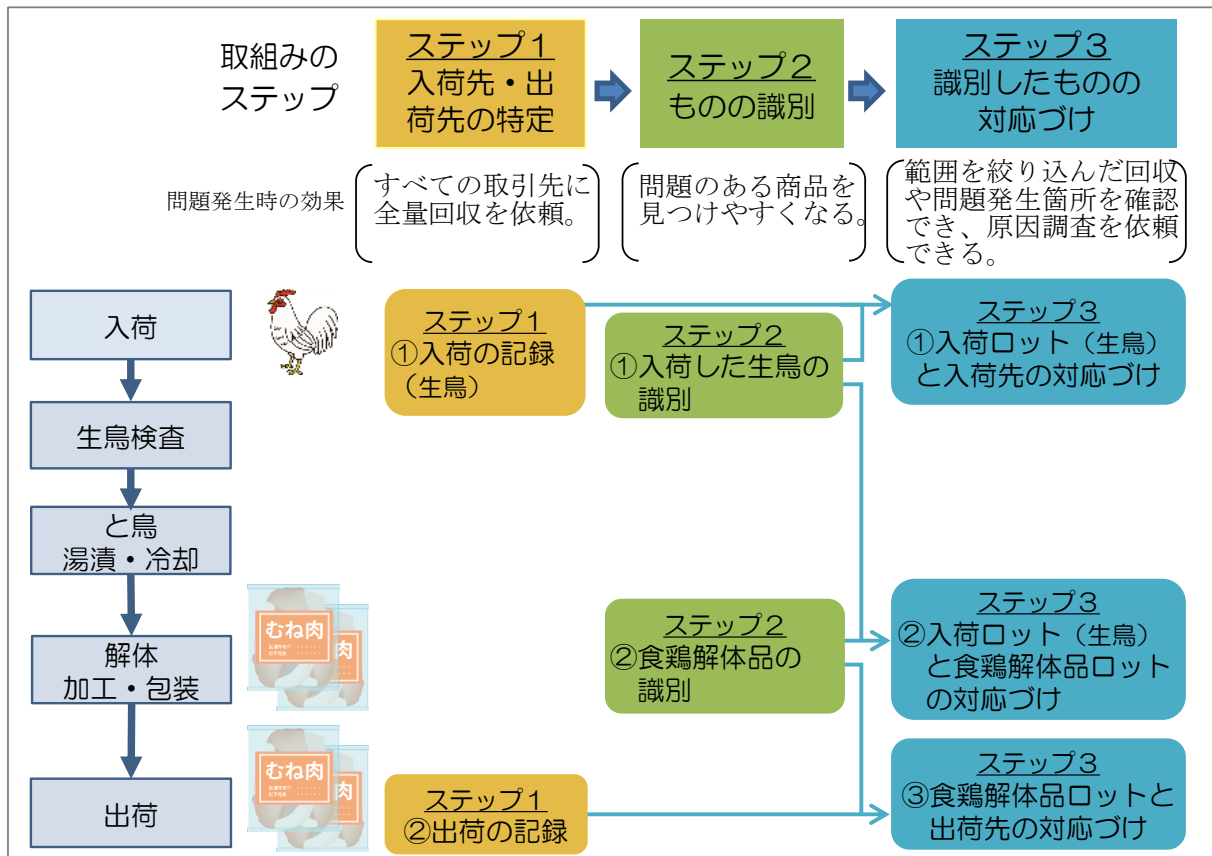 取組みの
ステップ
ステップ１
入荷先・出
荷先の特定
ステップ２
ものの識別
ステップ３
識別したものの
対応づけ
問題発生時の効果
すべての取引先に
全量回収を依頼。
問題のある商品を
見つけやすくなる。
範囲を絞り込んだ回収
や問題発生箇所を確認
でき、原因調査を依頼
できる。
入荷
ステップ１
①入荷の記録
（生鳥）
ステップ２
①入荷した生鳥の
識別
ステップ３
①入荷ロット（生鳥）
と入荷先の対応づけ
生鳥検査
と鳥
湯漬・冷却
解体
加工・包装
むね肉
肉
ステップ２
②食鶏解体品の
識別
ステップ３
②入荷ロット（生鳥）
と食鶏解体品ロット
の対応づけ
出荷
むね肉
肉
ステップ１
②出荷の記録
ステップ３
③食鶏解体品ロットと
出荷先の対応づけ